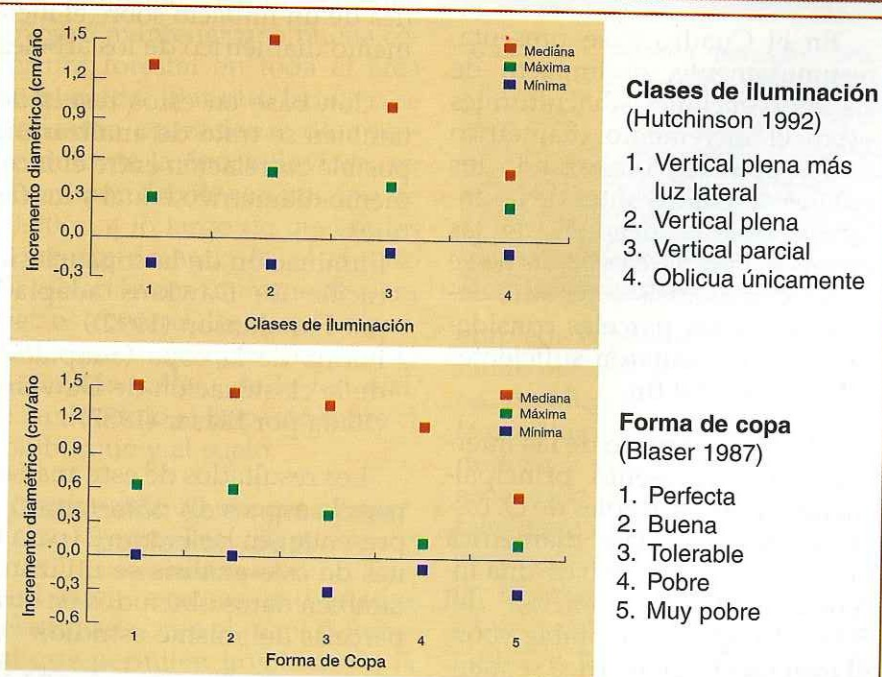 Incremento diamétrico (cm/año)
1,5
1,2
0,9
0,6
0,3
0,0
-0,3
1
2
3
4
Clases de iluminación
Mediana
Máxima
Mínima
Clases de iluminación
(Hutchinson 1992)
1. Vertical plena más
luz lateral
2. Vertical plena
3. Vertical parcial
4. Oblicua únicamente
Incremento diamétrico (cm/año)
1,5
1,2
0,9
0,6
0,3
0,0
-0,3
-0,6
1
2
3
4
5
Forma de Copa
Mediana
Máxima
Mínima
Forma de copa
(Blaser 1987)
1. Perfecta
2. Buena
3. Tolerable
4. Pobre
5. Muy pobre